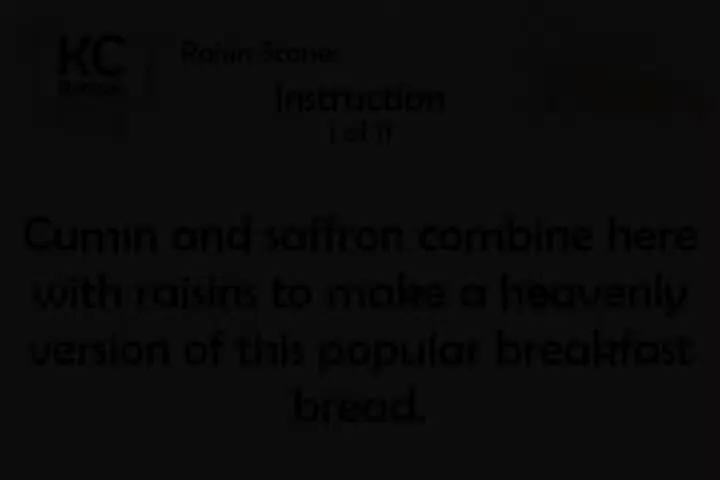 KC
Raisin Scones
Instruction
1 of 11
Cumin and saffron combine here
with raisins to make a heavenly
version of this popular breakfast
bread.